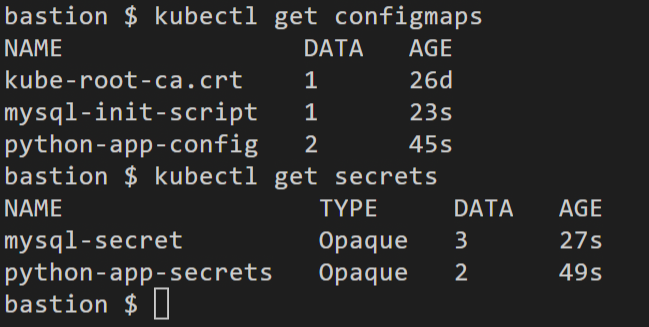 bastion $ kubectl get configmaps
NAME DATA AGE
kube-root-ca.crt 1 26d
mysql-init-script 1 23s
python-app-config 2 45s
bastion $ kubectl get secrets
NAME TYPE DATA AGE
mysql-secret Opaque 3 27s
python-app-secrets Opaque 2 49s
bastion $